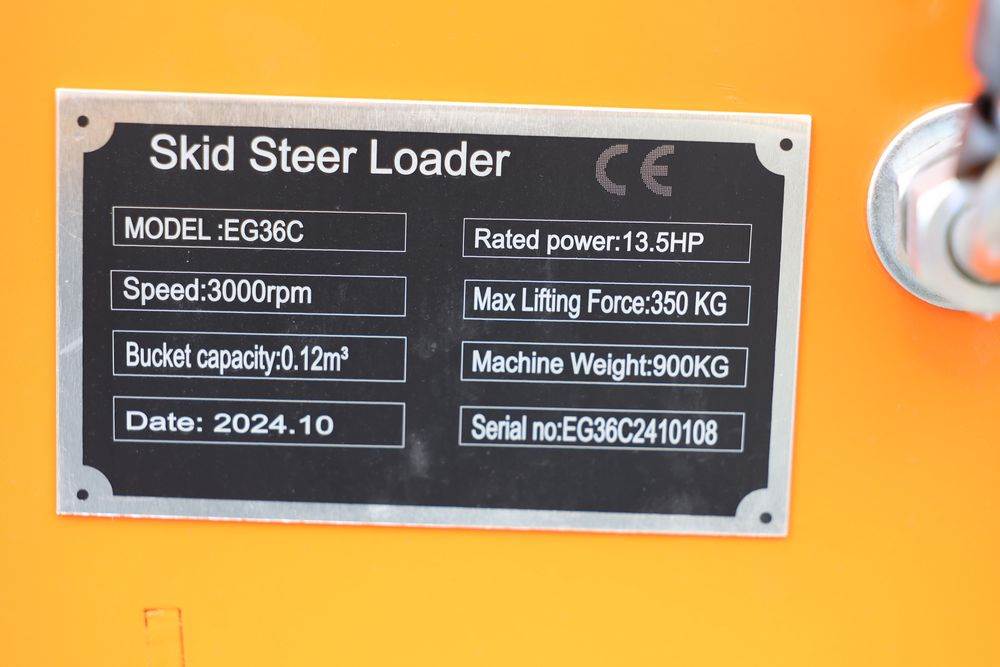 Skid Steer Loader CE
MODEL :EG36C
Rated power:13.5HP
Speed:3000rpm
Max Lifting Force:350 KG
Bucket capacity:0.12m³
Machine Weight:900KG
Date: 2024.10
Serial no:EG36C2410108